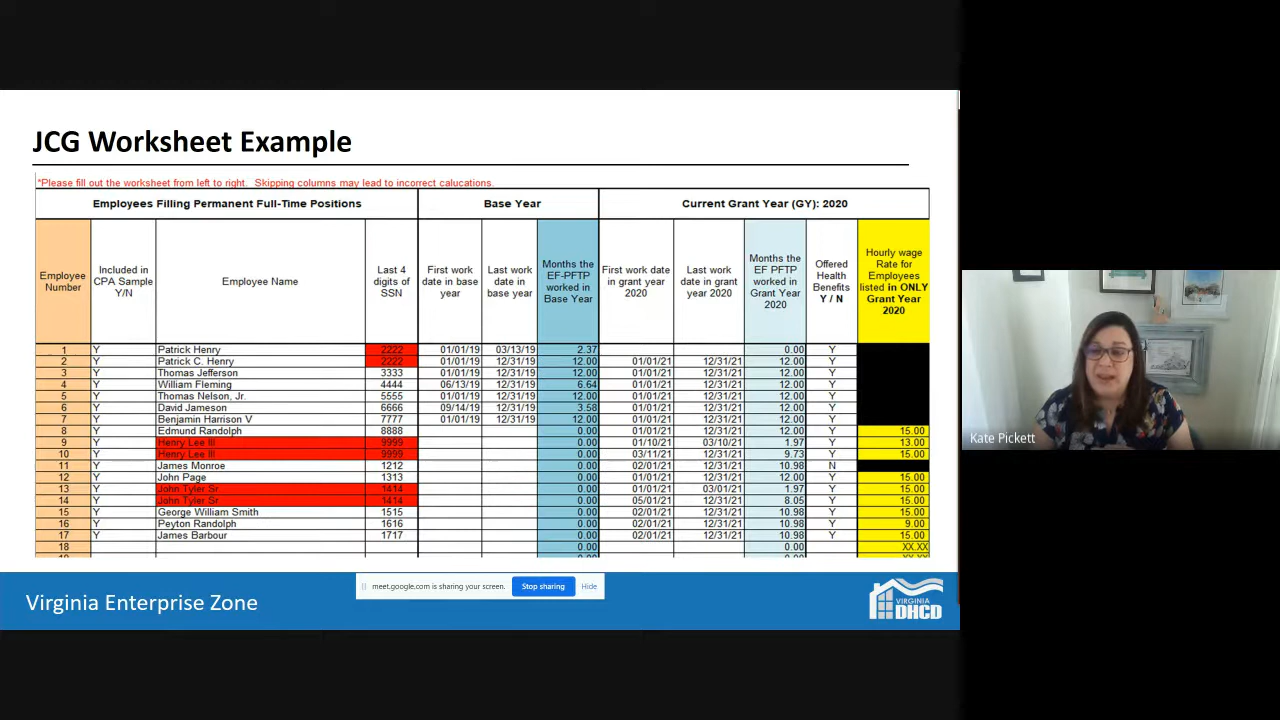 JCG Worksheet Example
*Please fill out the worksheet from left to right. Skipping columns may lead to incorrect calucations.
Employees Filling Permanent Full-Time Positions Base Year Current Grant Year (GY): 2020
Employee Number Included in CPA Sample Y/N Employee Name Last 4 digits of SSN First work date in base year Last work date in base year Months the EF-PFTP worked in Base Year First work date in grant year 2020 Last work date in grant year 2020 Months the EF PFTP worked in Grant Year 2020 Offered Health Benefits Y / N Hourly wage Rate for Employees listed in ONLY Grant Year 2020
1 Y Patrick Henry 2222 01/01/19 03/13/19 2.37 0.00 Y
2 Y Patrick C. Henry 2222 01/01/19 12/31/19 12.00 01/01/21 12/31/21 12.00 Y
3 Y Thomas Jefferson 3333 01/01/19 12/31/19 12.00 01/01/21 12/31/21 12.00 Y
4 Y William Fleming 4444 06/13/19 12/31/19 6.64 01/01/21 12/31/21 12.00 Y
5 Y Thomas Nelson, Jr. 5555 01/01/19 12/31/19 12.00 01/01/21 12/31/21 12.00 Y
6 Y David Jameson 6666 09/14/19 12/31/19 3.58 01/01/21 12/31/21 12.00 Y
7 Y Benjamin Harrison V 7777 01/01/19 12/31/19 12.00 01/01/21 12/31/21 12.00 Y
8 Y Edmund Randolph 8888 0.00 01/01/21 12/31/21 12.00 Y 15.00
9 Y Henry Lee III 9999 0.00 01/10/21 03/10/21 1.97 Y 13.00
10 Y Henry Lee III 9999 0.00 03/11/21 12/31/21 9.73 Y 15.00
11 Y James Monroe 1212 0.00 02/01/21 12/31/21 10.98 N
12 Y John Page 1313 0.00 01/01/21 12/31/21 12.00 Y 15.00
13 Y John Tyler Sr 1414 0.00 01/01/21 03/01/21 1.97 Y 15.00
14 Y John Tyler Sr 1414 0.00 05/01/21 12/31/21 8.05 Y 15.00
15 Y George William Smith 1515 0.00 02/01/21 12/31/21 10.98 Y 15.00
16 Y Peyton Randolph 1616 0.00 02/01/21 12/31/21 10.98 Y 9.00
17 Y James Barbour 1717 0.00 02/01/21 12/31/21 10.98 Y 15.00
18 0.00 0.00 XX.XX
Kate Pickett
meet.google.com is sharing your screen. Stop sharing Hide
Virginia Enterprise Zone
VIRGINIA
DHCD